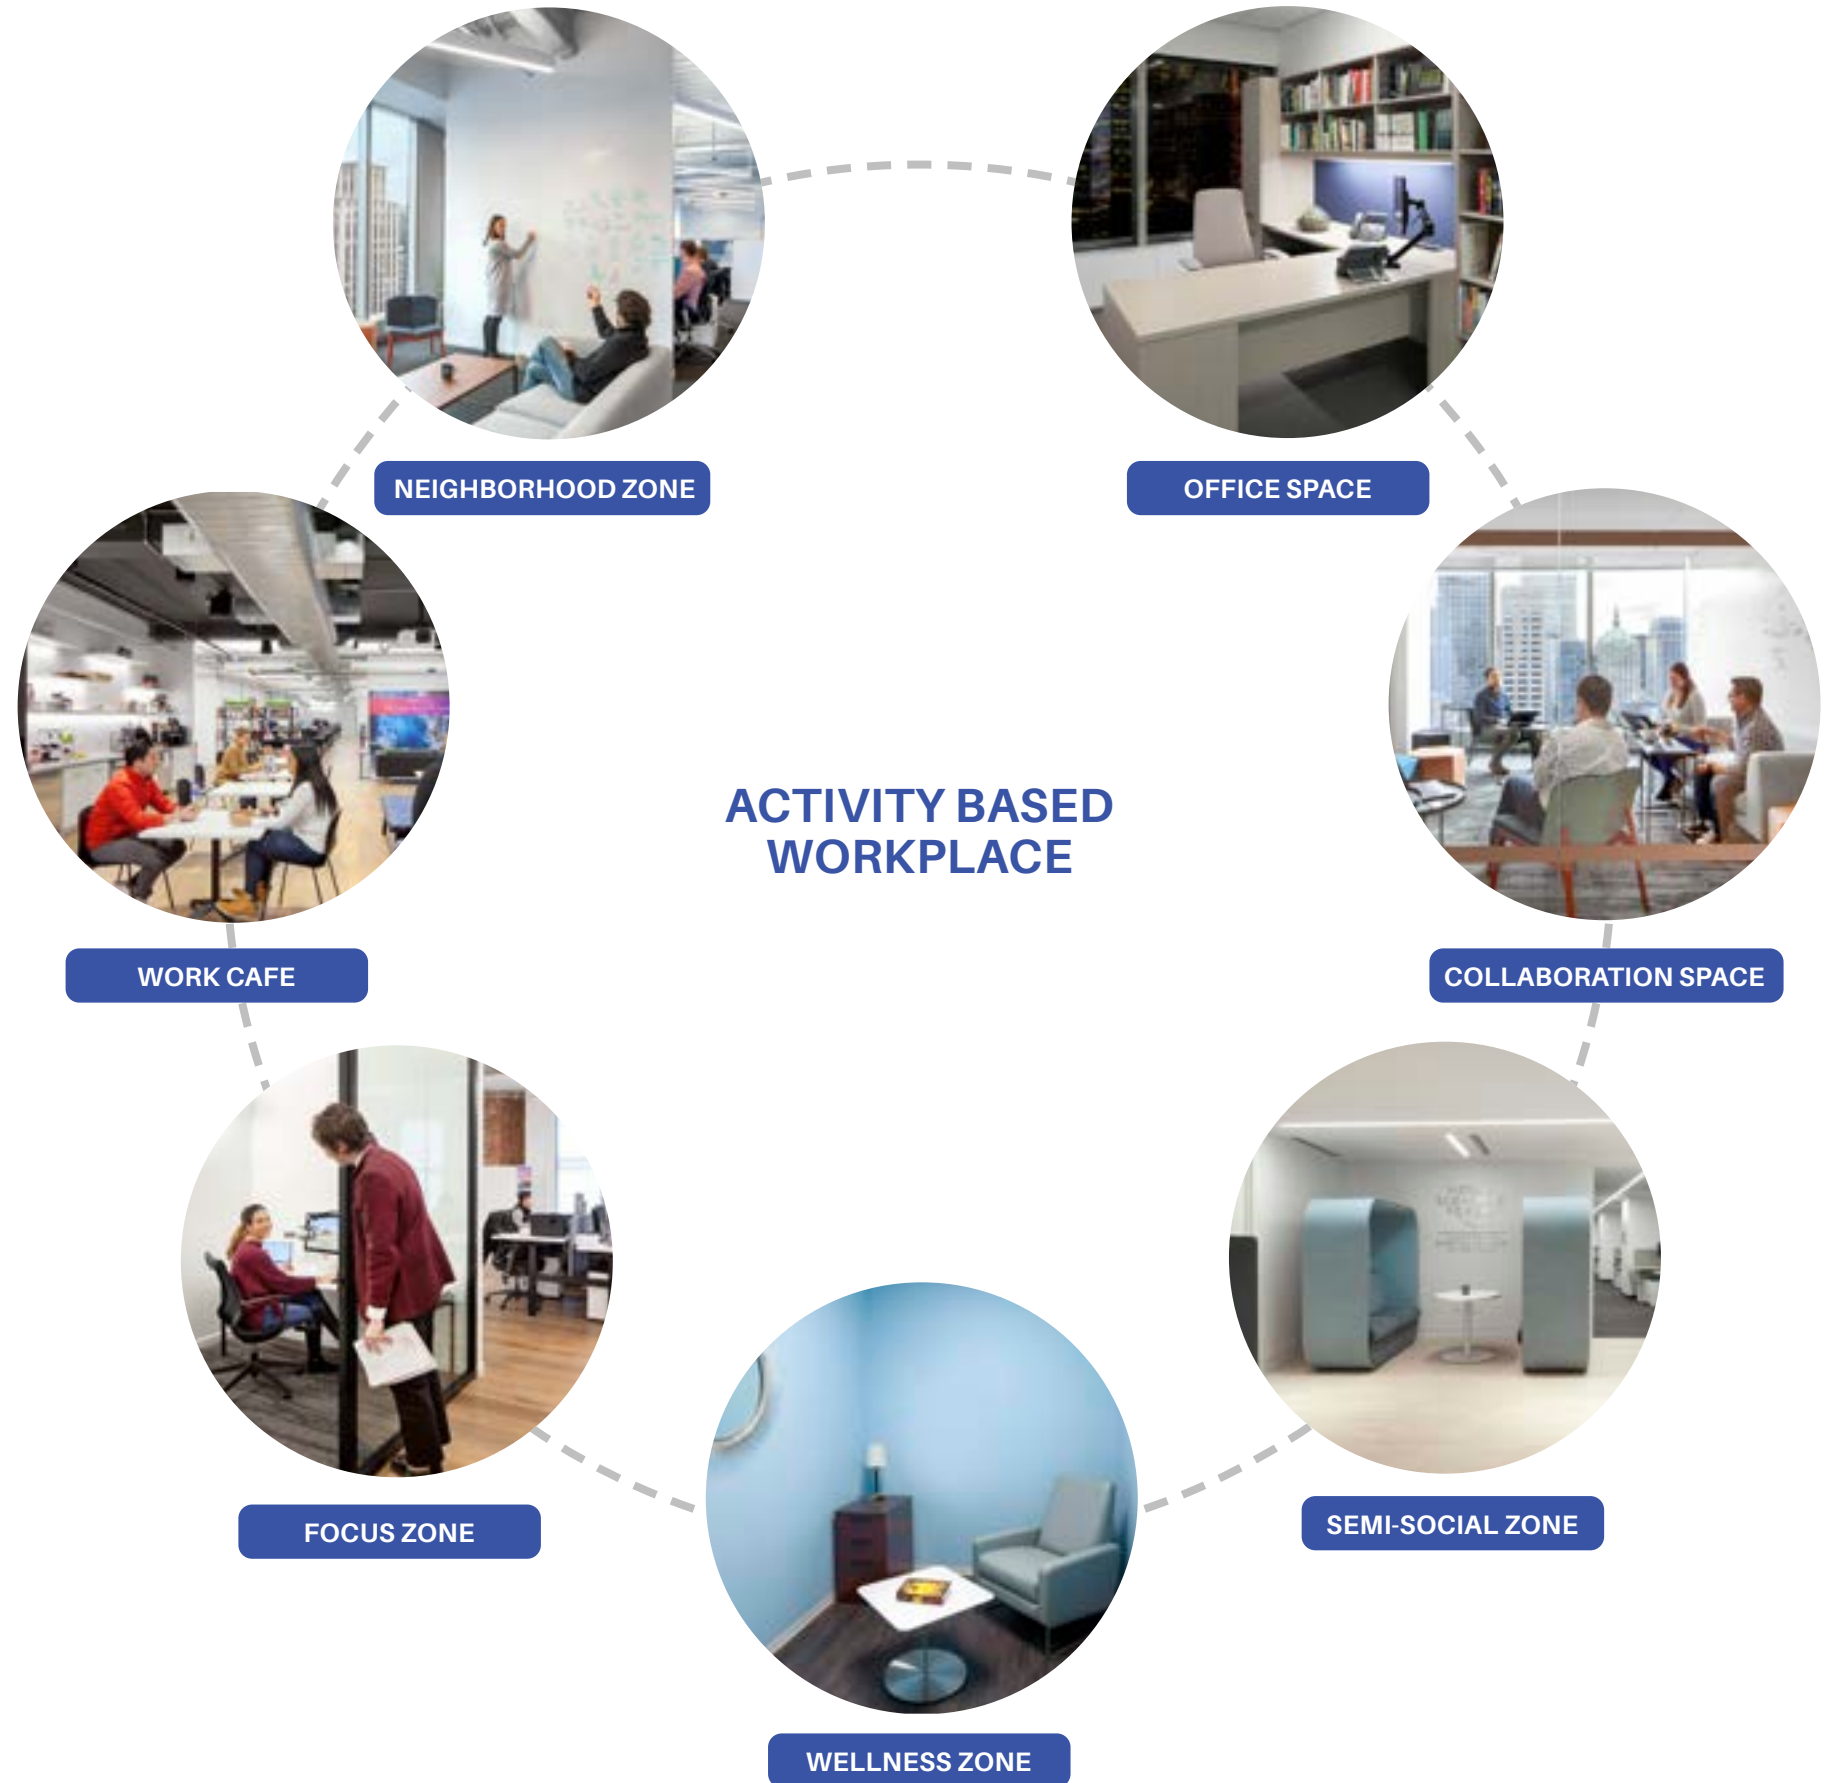 NEIGHBORHOOD ZONE
OFFICE SPACE
ACTIVITY BASED
WORKPLACE
WORK CAFE
COLLABORATION SPACE
FOCUS ZONE
SEMI-SOCIAL ZONE
WELLNESS ZONE